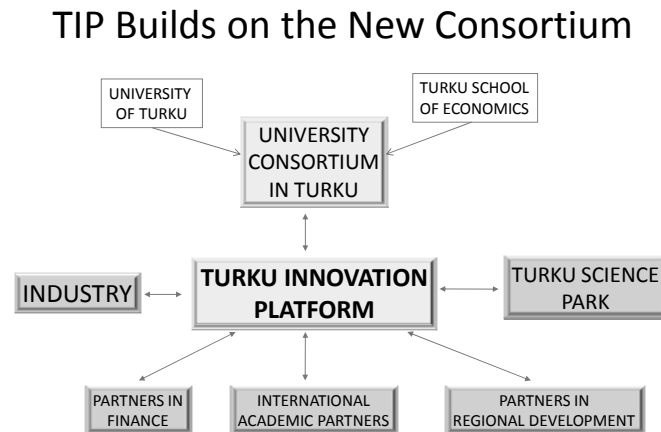 TIP Builds on the New Consortium
UNIVERSITY
OF TURKU
TURKU SCHOOL
OF ECONOMICS
UNIVERSITY
CONSORTIUM
IN TURKU
INDUSTRY
TURKU INNOVATION
PLATFORM
TURKU SCIENCE
PARK
PARTNERS IN
FINANCE
INTERNATIONAL
ACADEMIC PARTNERS
PARTNERS IN
REGIONAL DEVELOPMENT